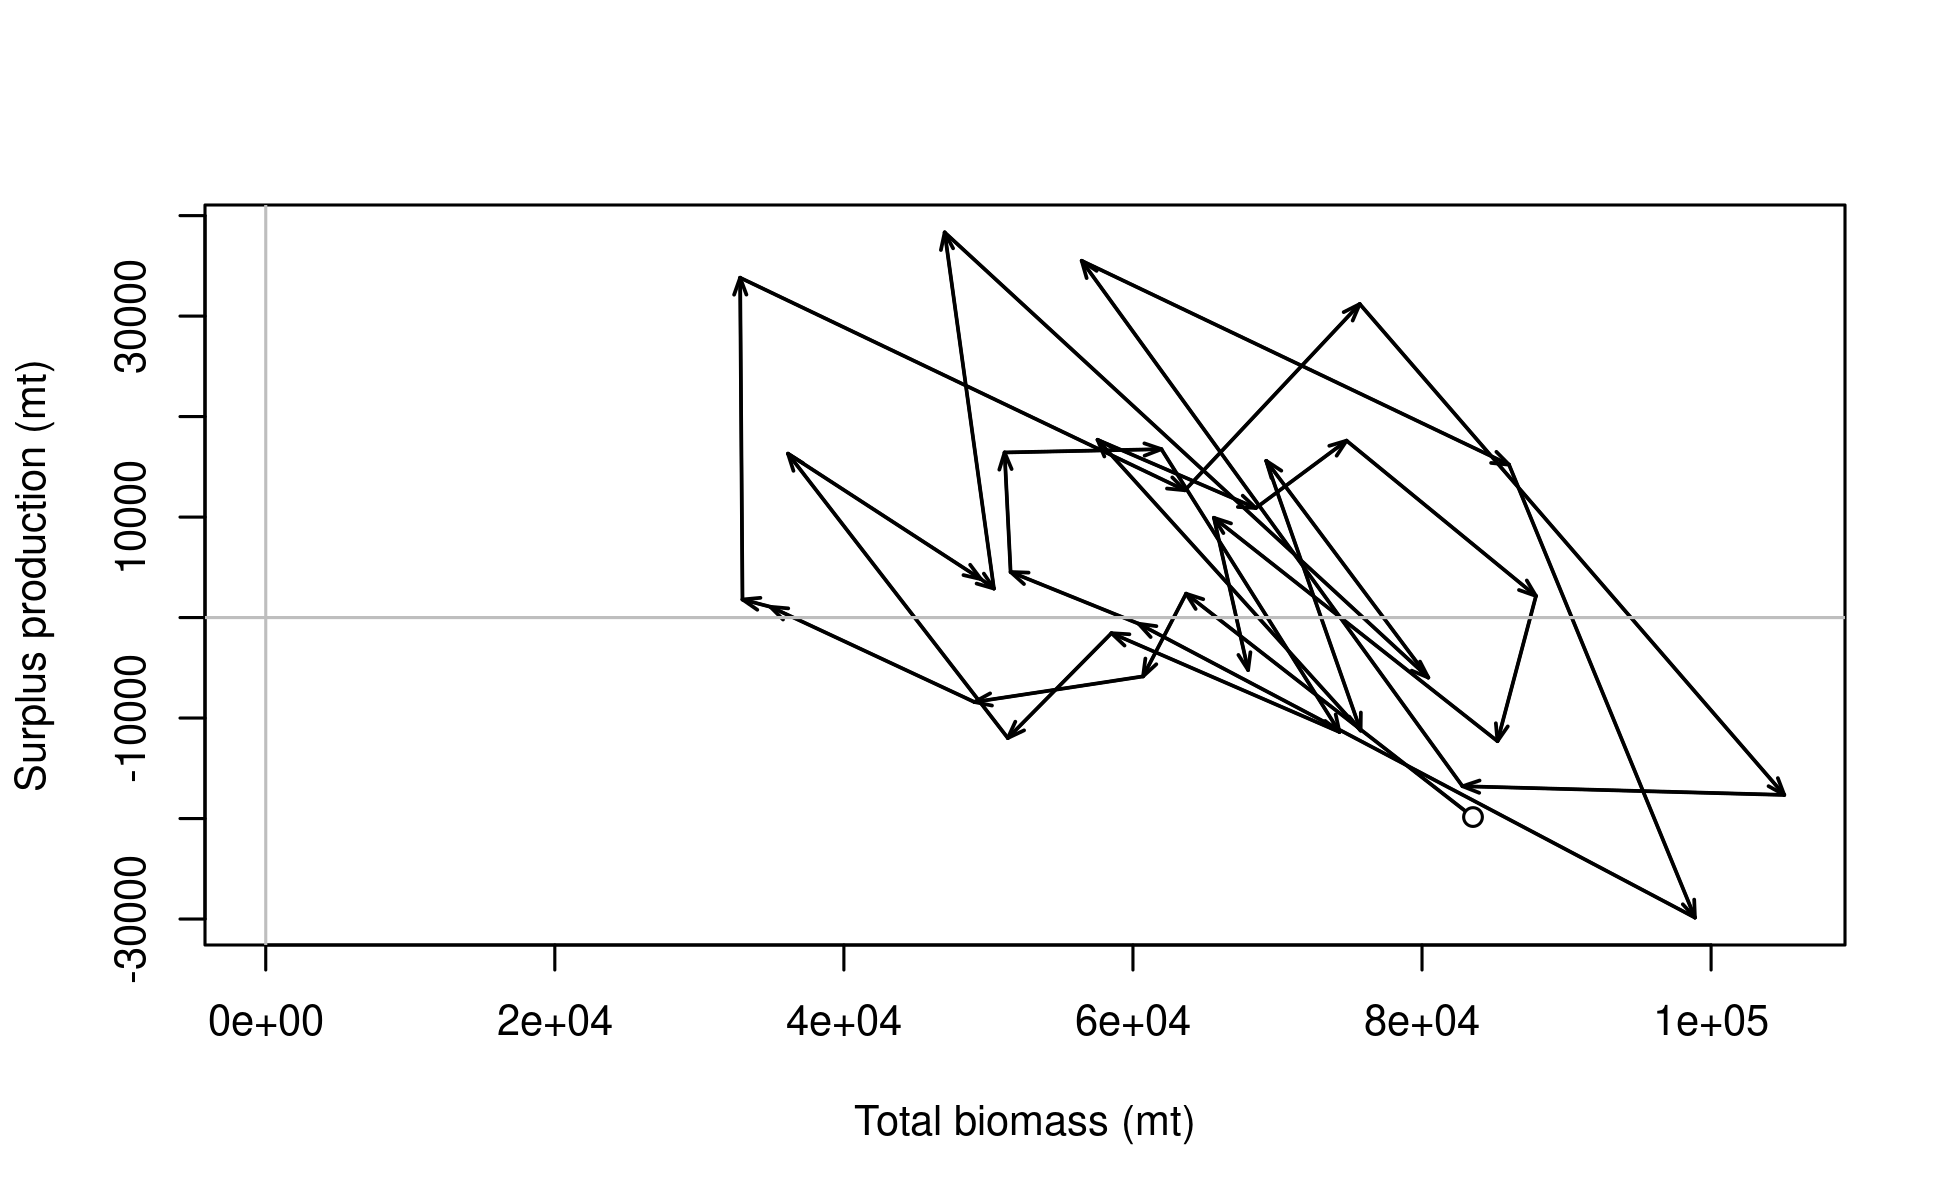 Surplus production (mt)
30000
10000
-10000
-30000
0e+00 2e+04 4e+04 6e+04 8e+04 1e+05
Total biomass (mt)